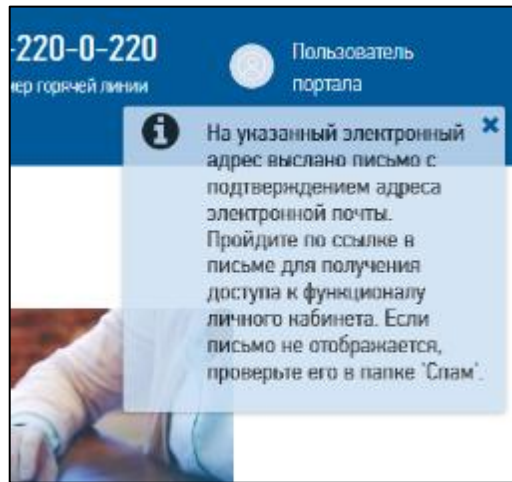 -220-0-220
мер горячей линии
Пользователь
портала
На указанный электронный
адрес выслано письмо с
подтверждением адреса
электронной почты.
Пройдите по ссылке в
письме для получения
доступа к функционалу
личного кабинета. Если
письмо не отображается,
проверьте его в папке 'Спам'.